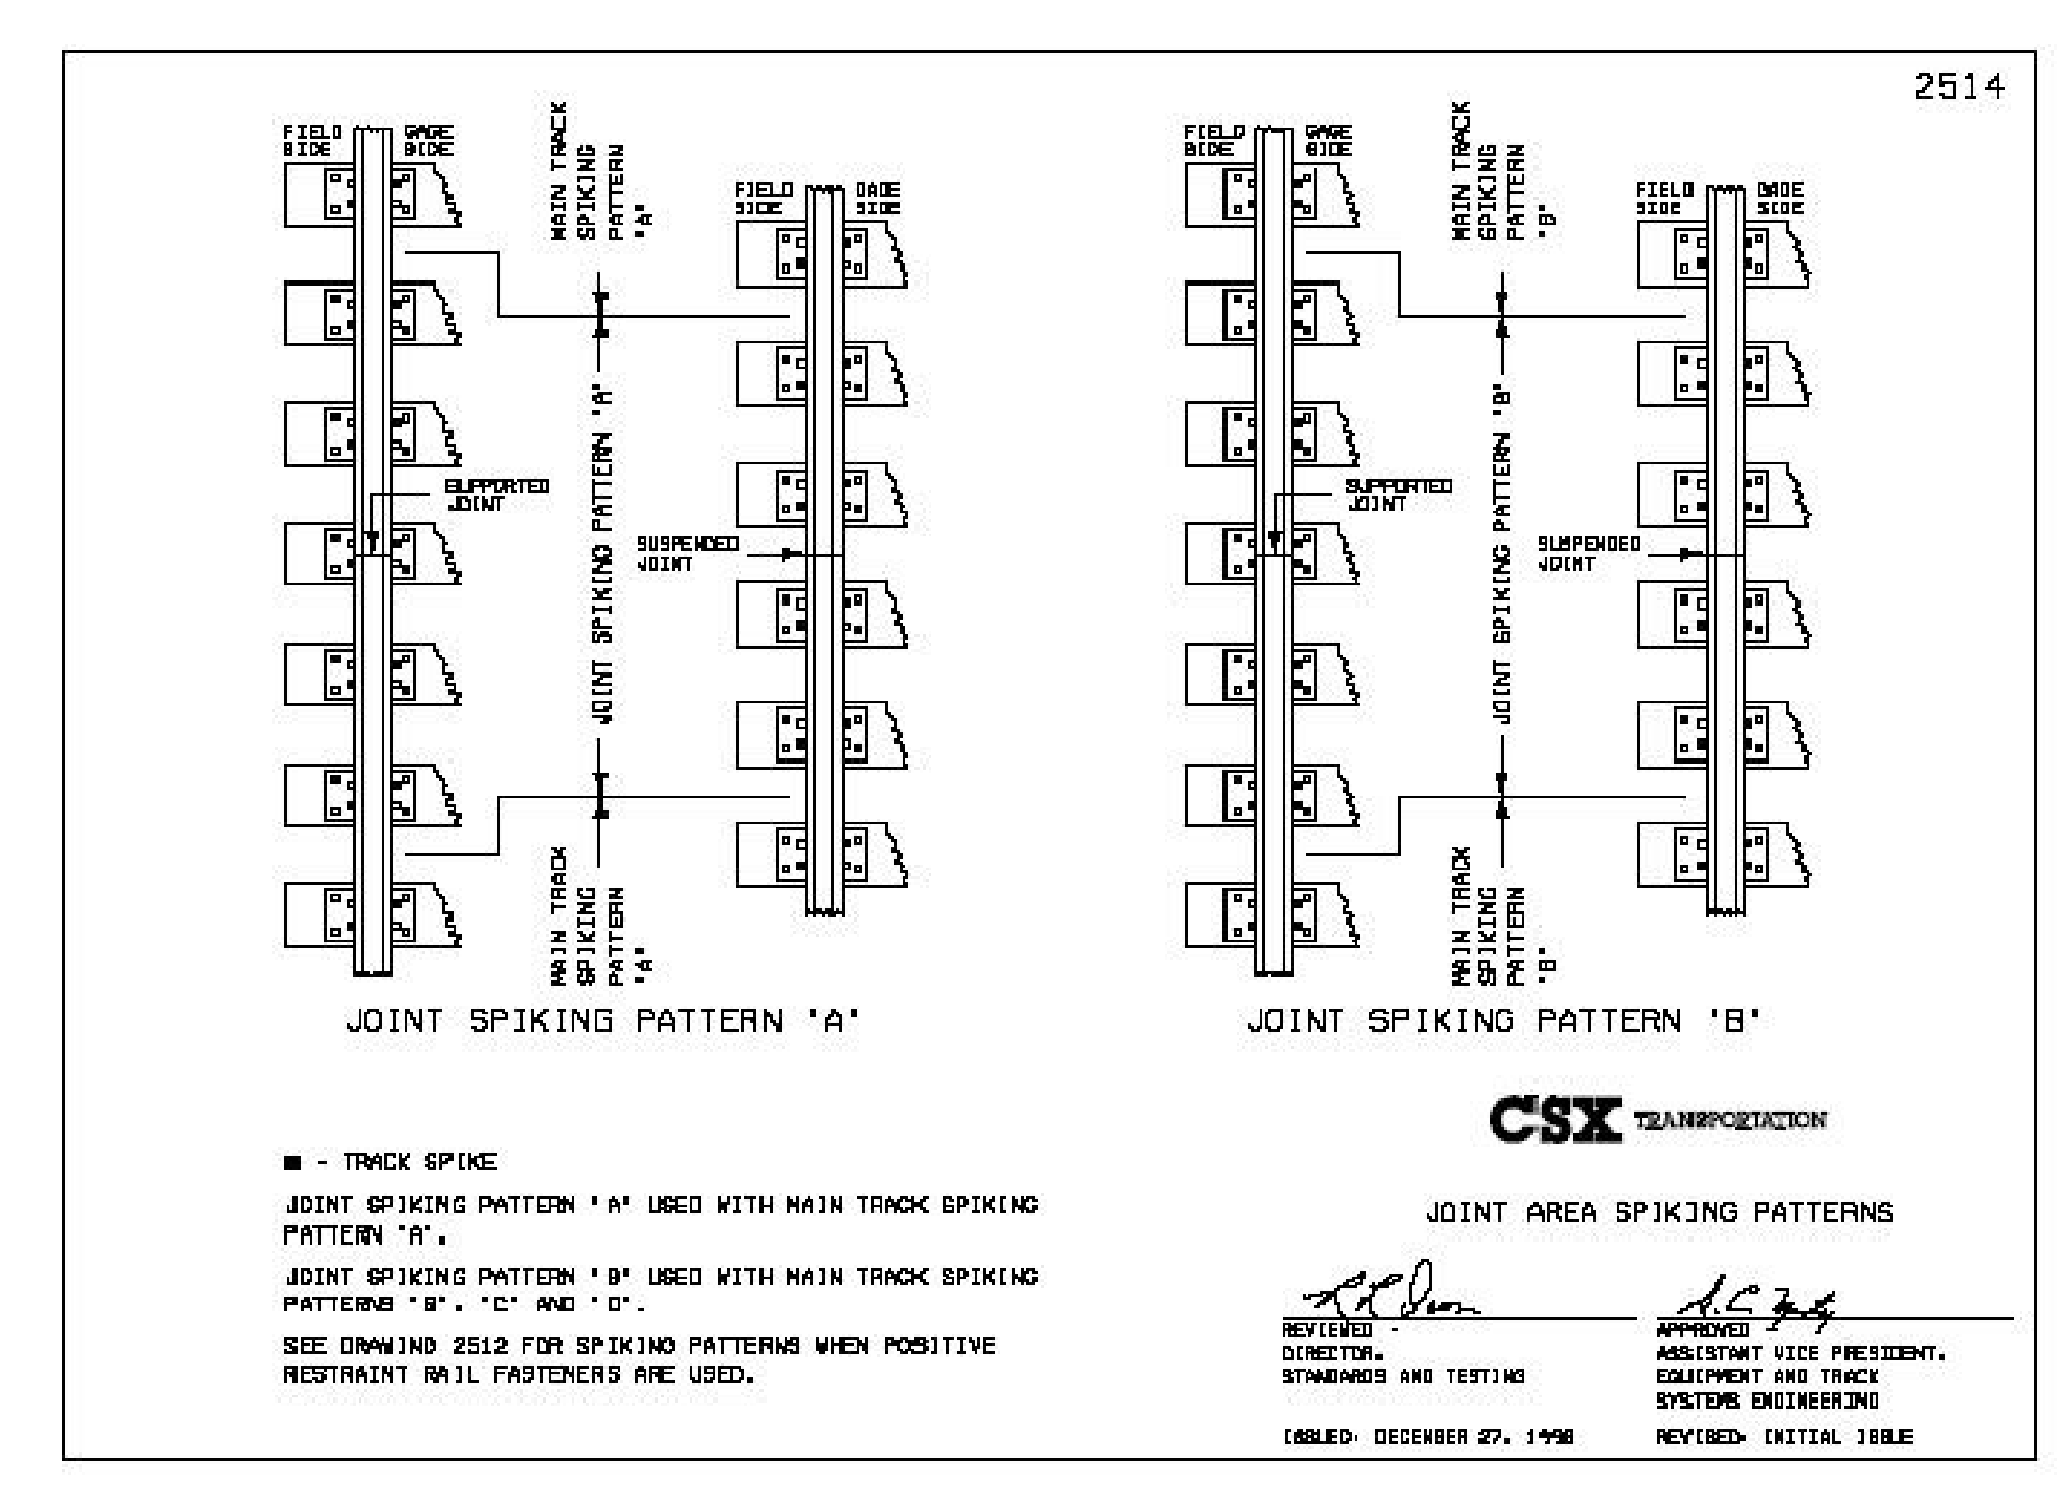 2514
FIELD
SIDE
GAGE
SIDE
MAIN TRACK
SPIKING
PATTERN
"A"
FIELD
SIDE
GAGE
SIDE
SUPPORTED
JOINT
JOINT SPIKING PATTERN "A"
SUSPENDED
JOINT
MAIN TRACK
SPIKING
PATTERN
"A"
JOINT SPIKING PATTERN "A"
FIELD
SIDE
GAGE
SIDE
MAIN TRACK
SPIKING
PATTERN
"B"
FIELD
SIDE
GAGE
SIDE
SUPPORTED
JOINT
JOINT SPIKING PATTERN "B"
SUSPENDED
JOINT
MAIN TRACK
SPIKING
PATTERN
"B"
JOINT SPIKING PATTERN "B"
■ - TRACK SPIKE
JOINT SPIKING PATTERN "A" USED WITH MAIN TRACK SPIKING
PATTERN "A".
JOINT SPIKING PATTERN "B" USED WITH MAIN TRACK SPIKING
PATTERNS "B", "C" AND "D".
SEE DRAWING 2512 FOR SPIKING PATTERNS WHEN POSITIVE
RESTRAINT RAIL FASTENERS ARE USED.
CSX TRANSPORTATION
JOINT AREA SPIKING PATTERNS
REVIEWED -
DIRECTOR,
STANDARDS AND TESTING
APPROVED -
ASSISTANT VICE PRESIDENT,
EQUIPMENT AND TRACK
SYSTEMS ENGINEERING
ISSUED: DECEMBER 27, 1998
REVISED: INITIAL ISSUE